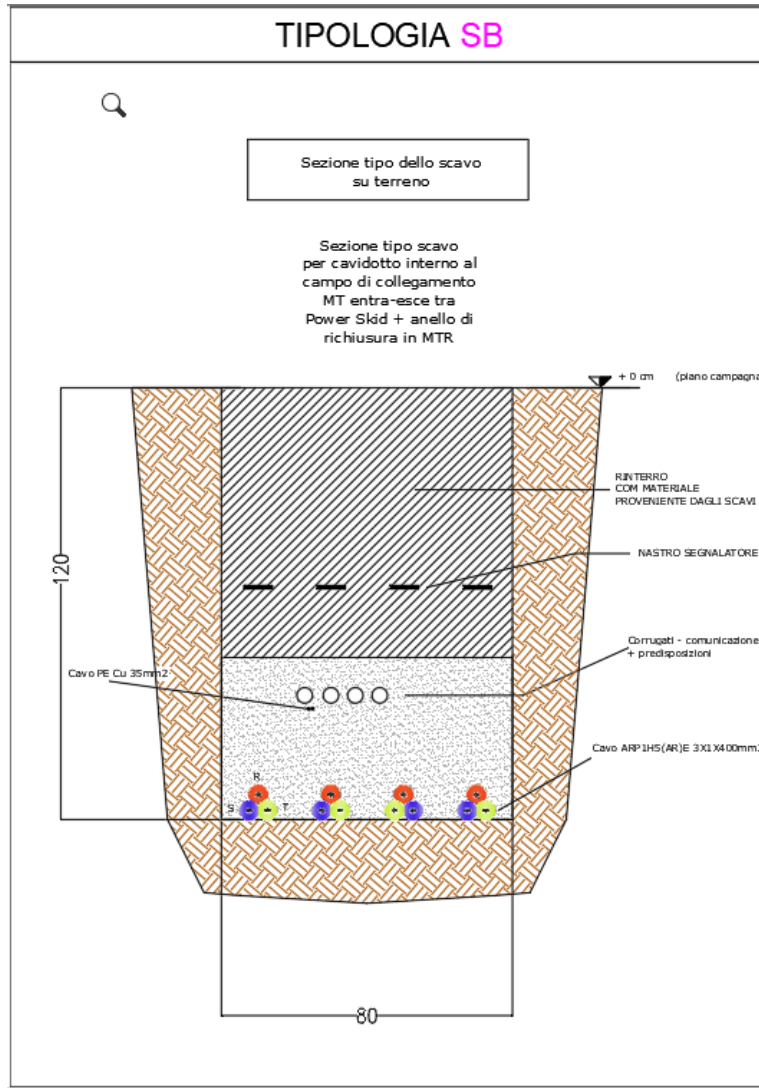 TIPOLOGIA SB
Sezione tipo dello scavo
su terreno
Sezione tipo scavo
per cavidotto interno al
campo di collegamento
MT entra-esce tra
Power Skid + anello di
richiusura in MTR
+ 0 cm (piano campagna
RINTERRO
COM MATERIALE
PROVENIENTE DAGLI SCAVI
120
NASTRO SEGNALATORE
Corrugati - comunicazione
+ predisposizioni
Cavo PE Cu 35mm2
Cavo ARP1H5(AR)E 3X1X400mm2
R
S T
80